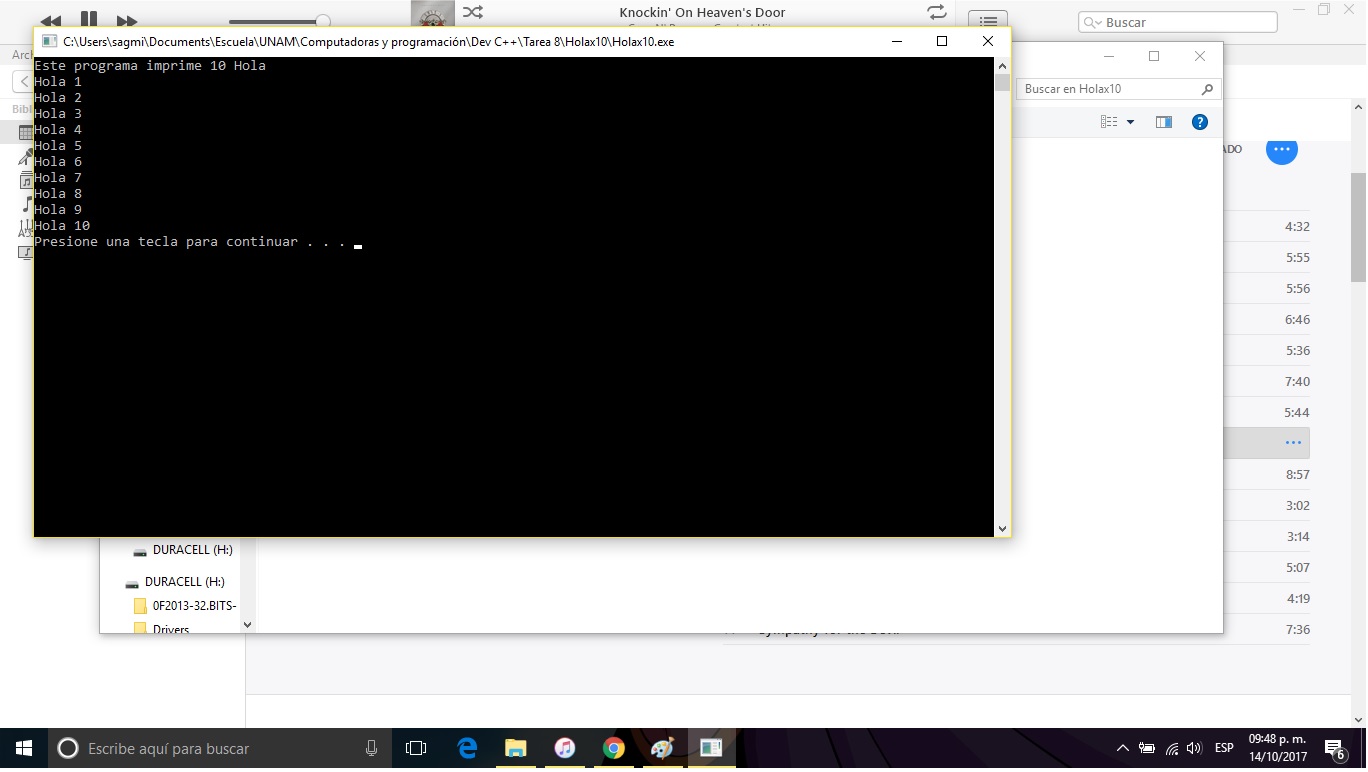 Knockin' On Heaven's Door
Buscar
C:\Users\sagmi\Documents\Escuela\UNAM\Computadoras y programación\Dev C++\Tarea 8\Holax10\Holax10.exe
Este programa imprime 10 Hola
Hola 1
Hola 2
Hola 3
Hola 4
Hola 5
Hola 6
Hola 7
Hola 8
Hola 9
Hola 10
Presione una tecla para continuar . . .
Buscar en Holax10
4:32
5:55
5:56
6:46
5:36
7:40
5:44
8:57
3:02
3:14
5:07
4:19
7:36
DURACELL (H:)
DURACELL (H:)
0F2013-32.BITS-
Drivers
Escribe aquí para buscar
ESP
09:48 p. m.
14/10/2017
6